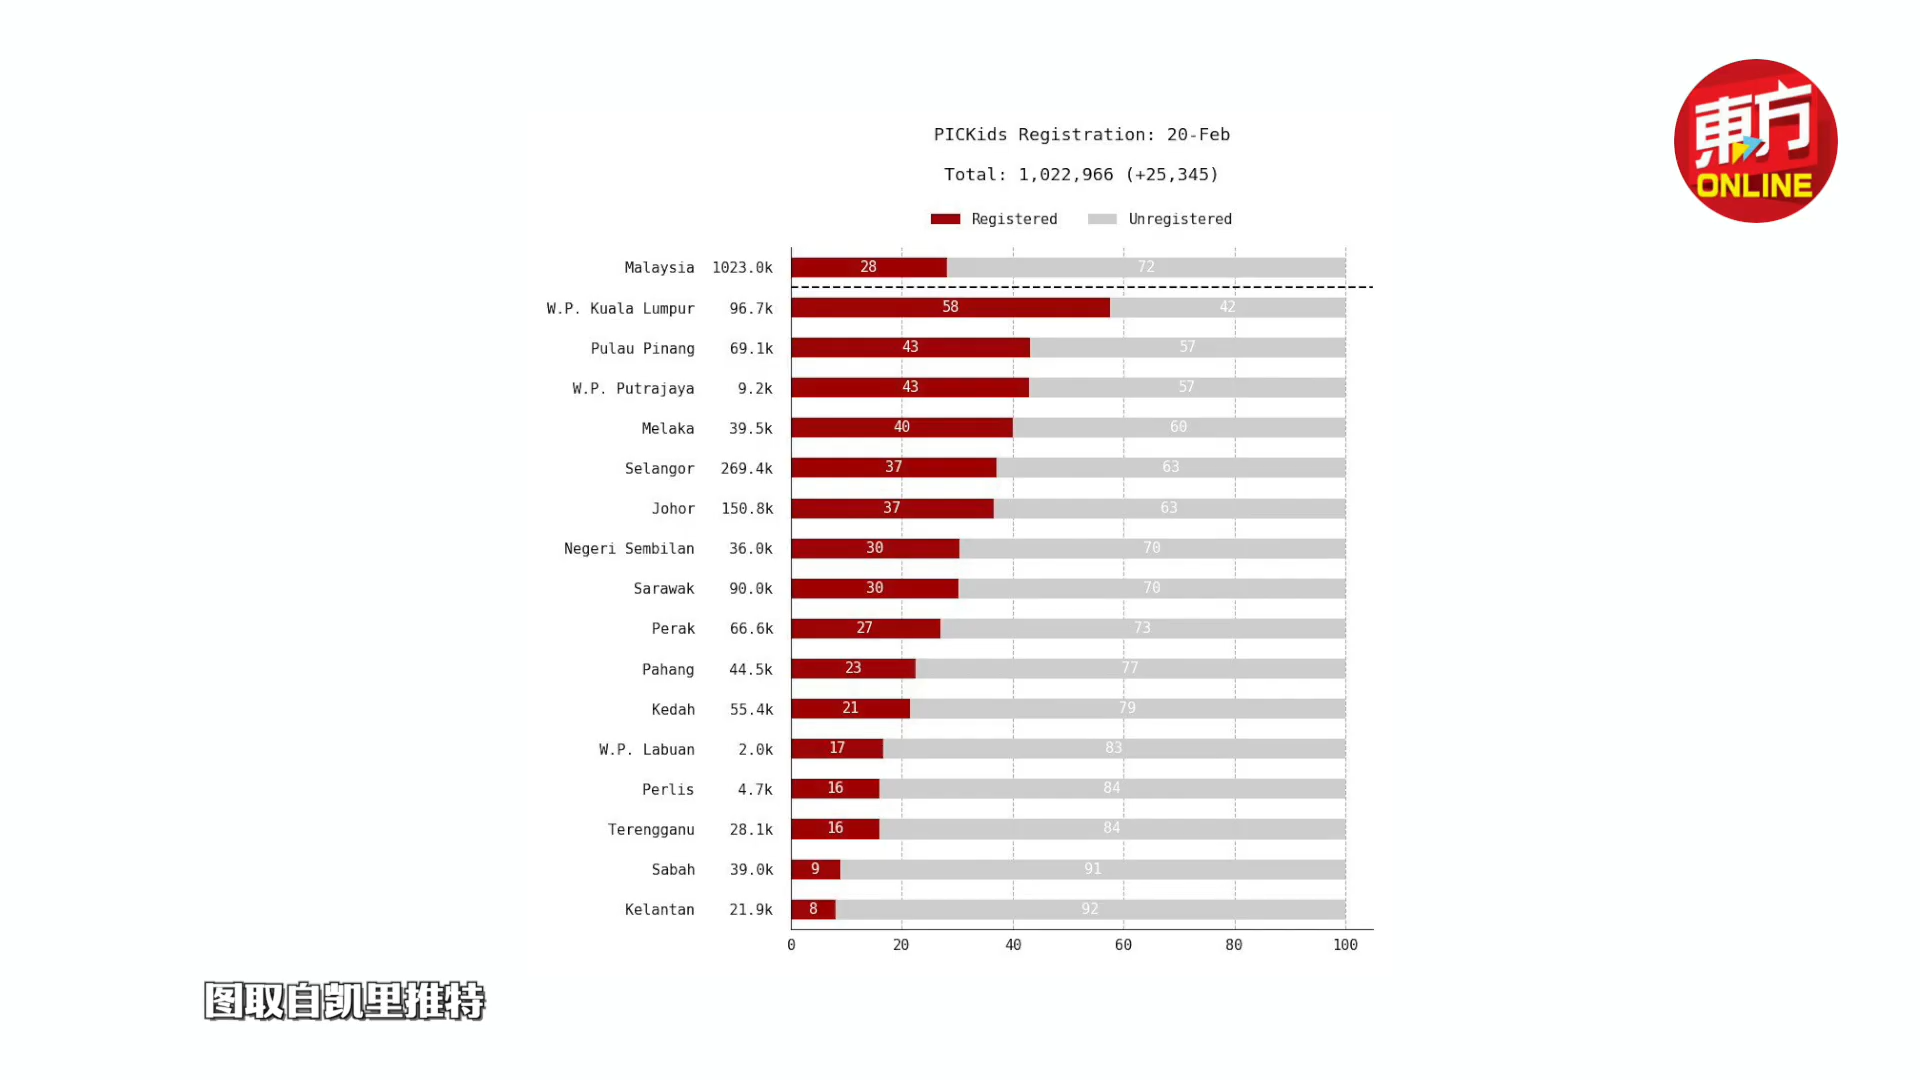 東方
ONLINE
PICKids Registration: 20-Feb
Total: 1,022,966 (+25,345)
Registered Unregistered
Malaysia 1023.0k 28 72
W.P. Kuala Lumpur 96.7k 58 42
Pulau Pinang 69.1k 43 57
W.P. Putrajaya 9.2k 43 57
Melaka 39.5k 40 60
Selangor 269.4k 37 63
Johor 150.8k 37 63
Negeri Sembilan 36.0k 30 70
Sarawak 90.0k 30 70
Perak 66.6k 27 73
Pahang 44.5k 23 77
Kedah 55.4k 21 79
W.P. Labuan 2.0k 17 83
Perlis 4.7k 16 84
Terengganu 28.1k 16 84
Sabah 39.0k 9 91
Kelantan 21.9k 8 92
0 20 40 60 80 100
图取自凯里推特